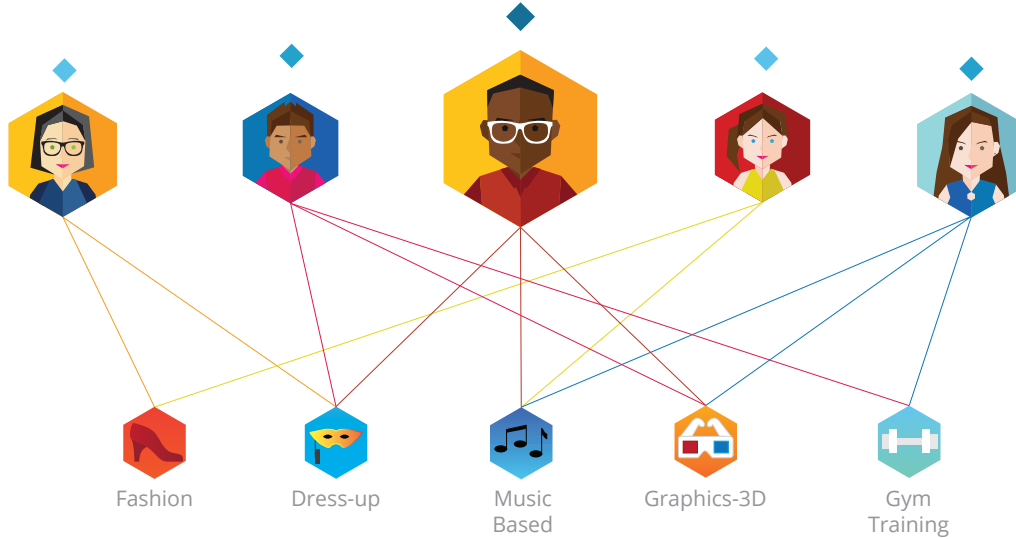 Fashion
Dress-up
Music
Based
Graphics-3D
Gym
Training